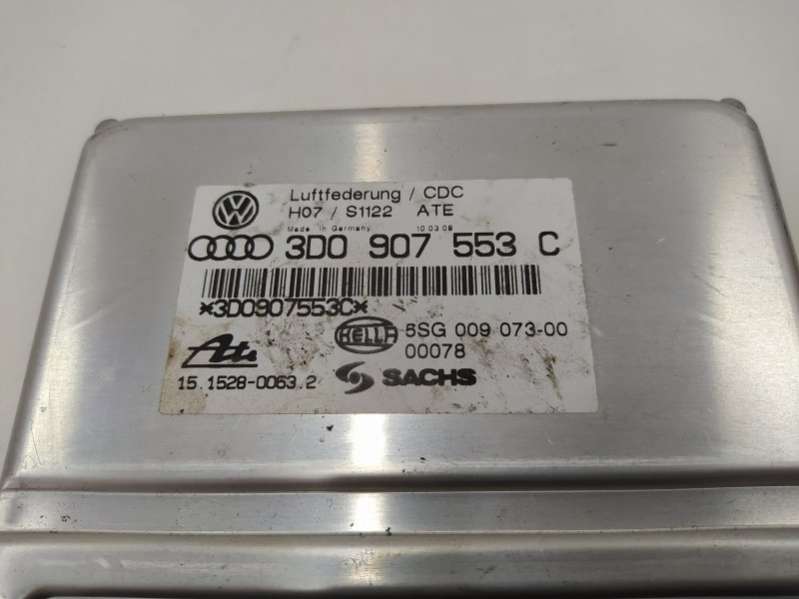 Luftfederung / CDC
H07 / S1122 ATE
Made in Germany 10 03 08
3D0 907 553 C
*3D0907553C*
HELLA 5SG 009 073-00
00078
Ate
15.1528-0063.2
SACHS